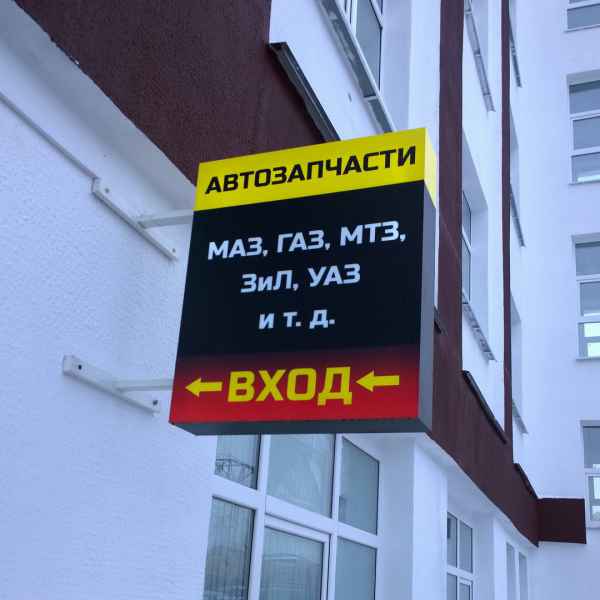 АВТОЗАПЧАСТИ
МАЗ, ГАЗ, МТЗ,
ЗиЛ, УАЗ
и т. д.
←ВХОД←